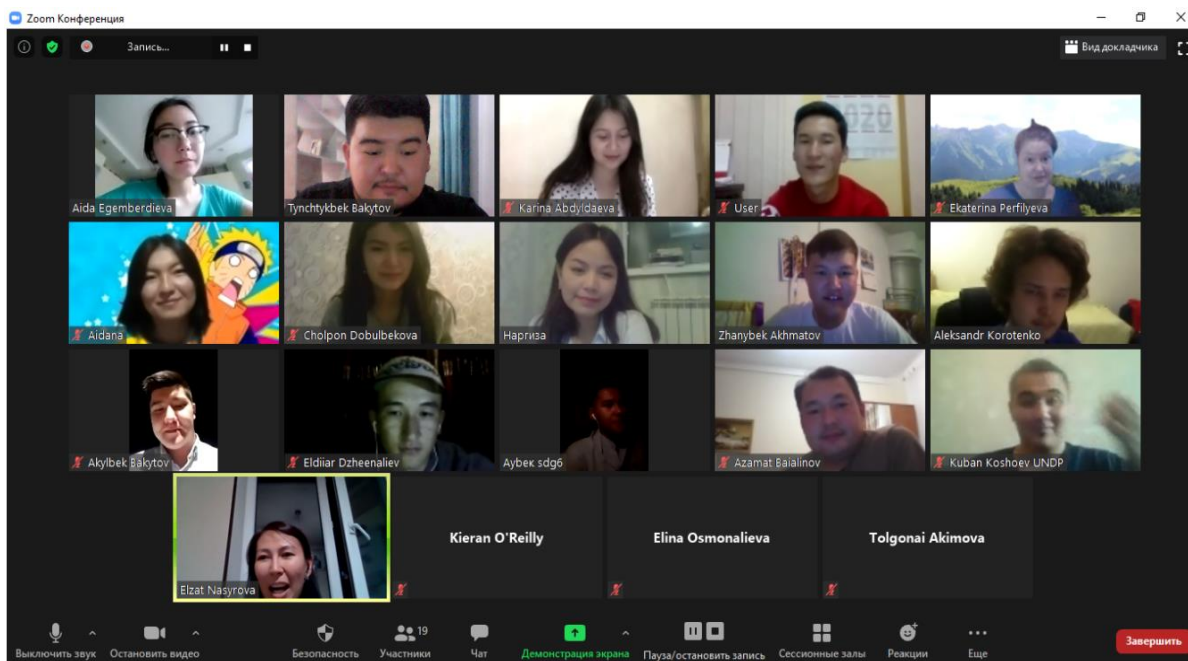 Zoom Конференция
Запись...
Вид докладчика
2020
Aida Egemberdieva
Tynchtykbek Bakytov
Karina Abdyldaeva
User
Ekaterina Perfilyeva
Aidana
Cholpon Dobulbekova
Наргиза
Zhanybek Akhmatov
Aleksandr Korotenko
Akylbek Bakytov
Eldiiar Dzheenaliev
Аубек sdg6
Azamat Baialinov
Kuban Koshoev UNDP
Elzat Nasyrova
Kieran O'Reilly
Elina Osmonalieva
Tolgonai Akimova
Выключить звук
Остановить видео
Безопасность
19
Участники
Чат
Демонстрация экрана
Пауза/остановить запись
Сессионные залы
Реакции
Еще
Завершить